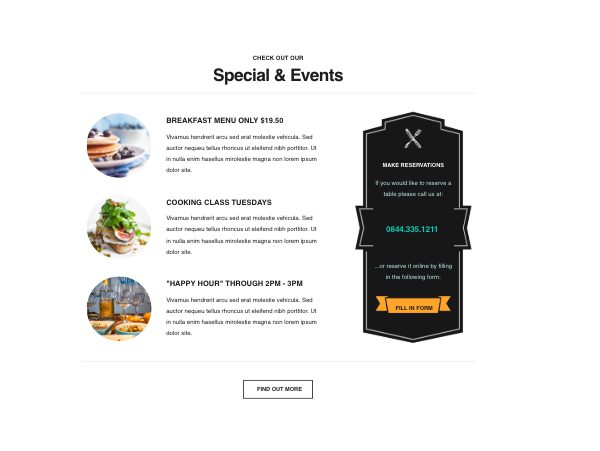 CHECK OUT OUR
Special & Events
BREAKFAST MENU ONLY $19.50
Vivamus hendrerit arcu sed erat molestie vehicula. Sed
auctor nequeu tellus rhoncus ut eleifend nibh porttitor. Ut
in nulla enim hasellus mirolestie magna non lorem ipsum
dolor site.
COOKING CLASS TUESDAYS
Vivamus hendrerit arcu sed erat molestie vehicula. Sed
auctor nequeu tellus rhoncus ut eleifend nibh porttitor. Ut
in nulla enim hasellus mirolestie magna non lorem ipsum
dolor site.
"HAPPY HOUR" THROUGH 2PM - 3PM
Vivamus hendrerit arcu sed erat molestie vehicula. Sed
auctor nequeu tellus rhoncus ut eleifend nibh porttitor. Ut
in nulla enim hasellus mirolestie magna non lorem ipsum
dolor site.
MAKE RESERVATIONS
If you would like to reserve a
table please call us at:
0844.335.1211
...or reserve it online by filling
in the following form:
FILL IN FORM
FIND OUT MORE